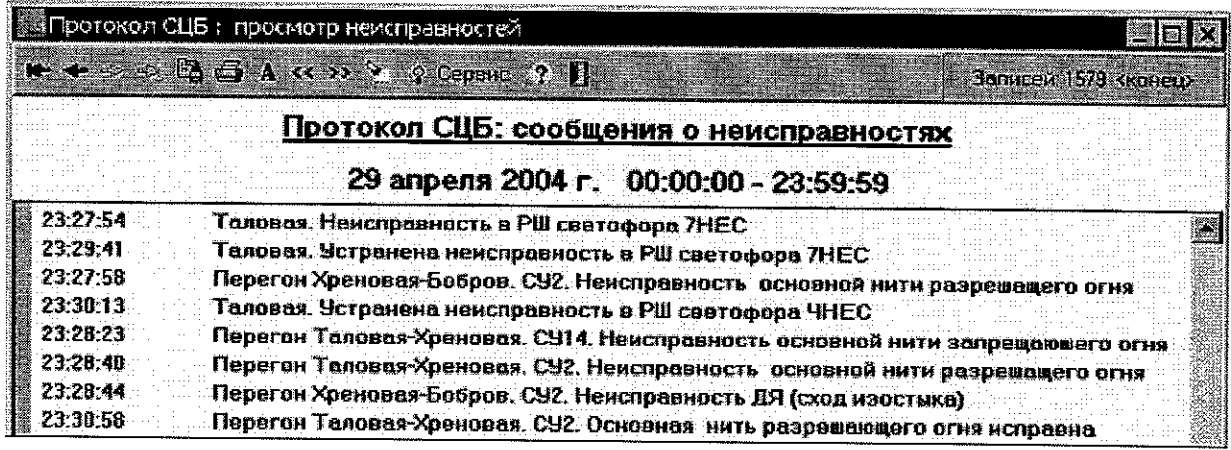 Протокол СЦБ : просмотр неисправностей
А << >> Сервис ?
Записей 1579 <конец>
Протокол СЦБ: сообщения о неисправностях
29 апреля 2004 г. 00:00:00 - 23:59:59
23:27:54 Таловая. Неисправность в РШ светофора 7НЕС
23:29:41 Таловая. Устранена неисправность в РШ светофора 7НЕС
23:27:58 Перегон Хреновая-Бобров. СУ2. Неисправность основной нити разрешащего огня
23:30:13 Таловая. Устранена неисправность в РШ светофора ЧНЕС
23:28:23 Перегон Таловая-Хреновая. СУ14. Неисправность основной нити запрещающего огня
23:28:40 Перегон Таловая-Хреновая. СУ2. Неисправность основной нити разрешащего огня
23:28:44 Перегон Хреновая-Бобров. СУ2. Неисправность ДЯ (сход изостыка)
23:30:58 Перегон Таловая-Хреновая. СУ2. Основная нить разрешающего огня исправна